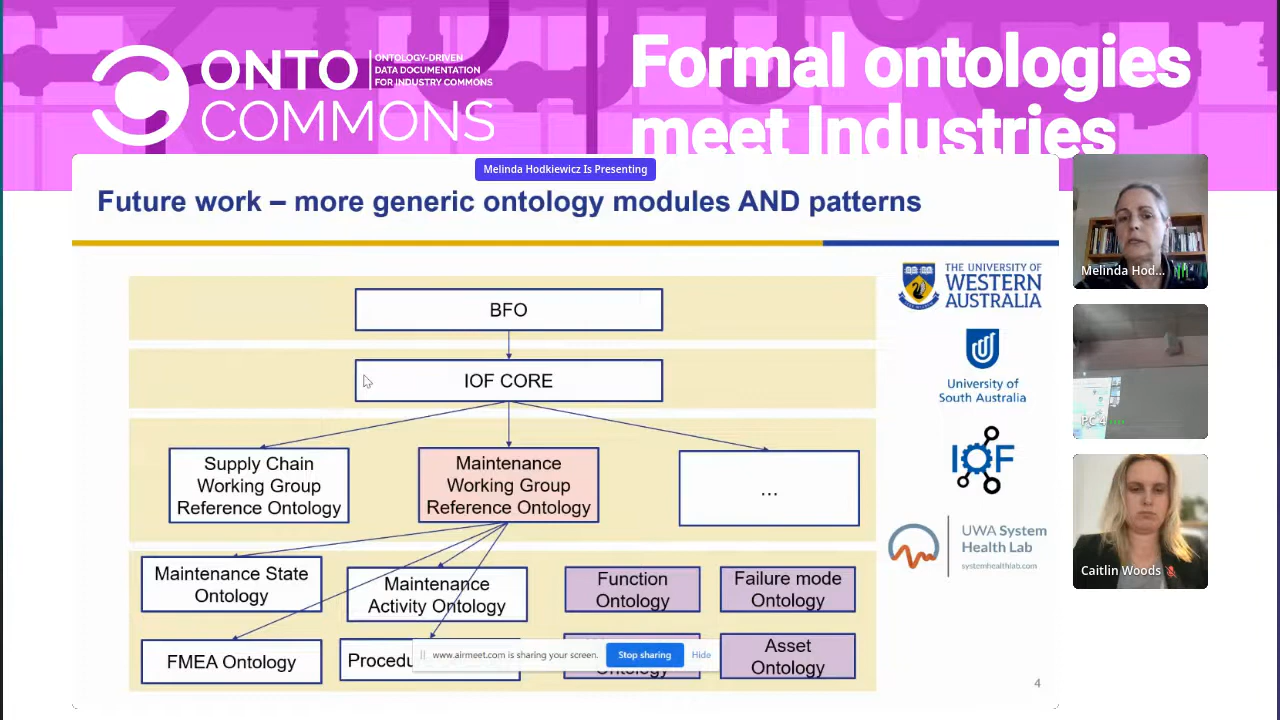 ONTO
COMMONS
ONTOLOGY-DRIVEN
DATA DOCUMENTATION
FOR INDUSTRY COMMONS
Formal ontologies
meet Industries
Melinda Hodkiewicz Is Presenting
Future work – more generic ontology modules AND patterns
BFO
IOF CORE
Supply Chain
Working Group
Reference Ontology
Maintenance
Working Group
Reference Ontology
...
Maintenance State
Ontology
Maintenance
Activity Ontology
Function
Ontology
Failure mode
Ontology
FMEA Ontology
Ontology
Asset
Ontology
www.airmeet.com is sharing your screen.
Stop sharing
Hide
4
THE UNIVERSITY OF
WESTERN
AUSTRALIA
University of
South Australia
IOF
UWA System
Health Lab
systemhealthlab.com
Melinda Hod...
PC 4
Caitlin Woods